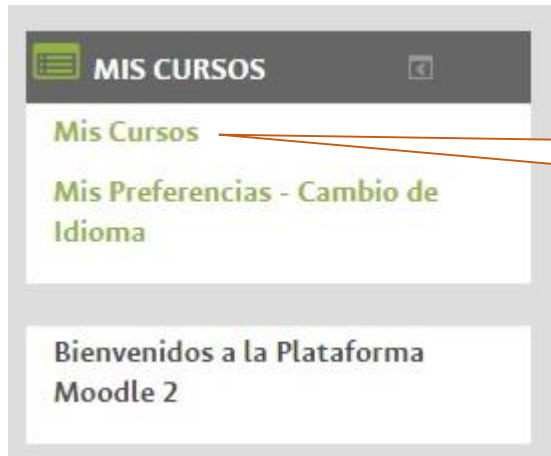 MIS CURSOS
Mis Cursos
Mis Preferencias - Cambio de
Idioma
Bienvenidos a la Plataforma
Moodle 2